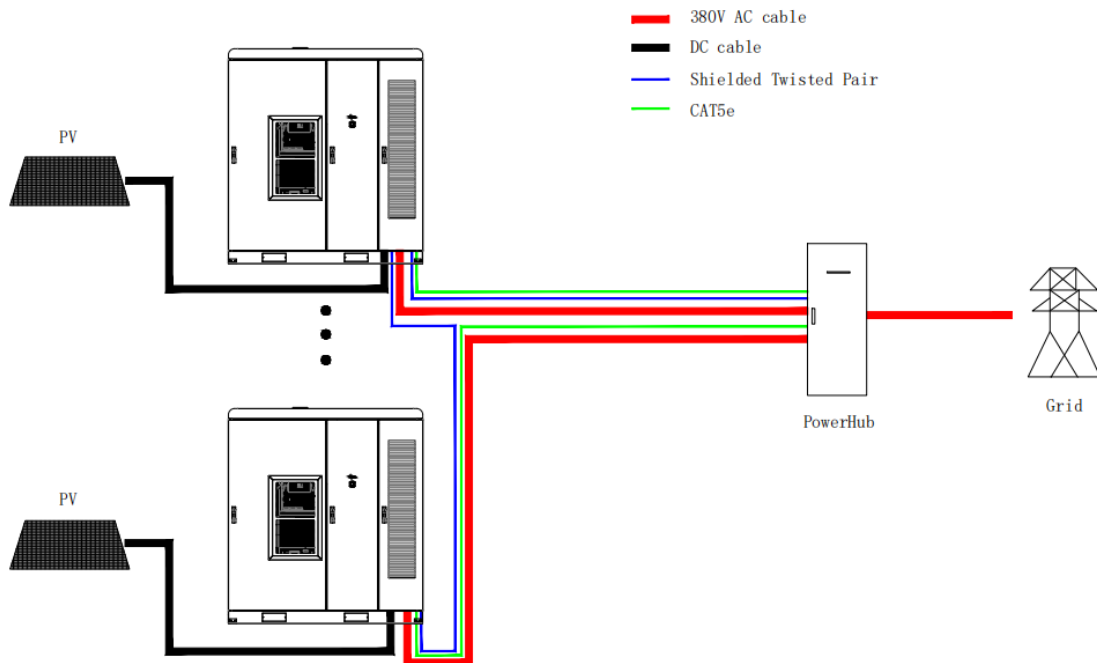 380V AC cable
DC cable
Shielded Twisted Pair
CAT5e
PV
PowerHub
Grid
PV